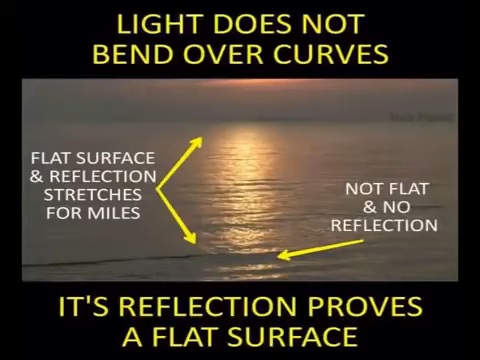 LIGHT DOES NOT
BEND OVER CURVES
FLAT SURFACE
& REFLECTION
STRETCHES
FOR MILES
NOT FLAT
& NO
REFLECTION
IT'S REFLECTION PROVES
A FLAT SURFACE